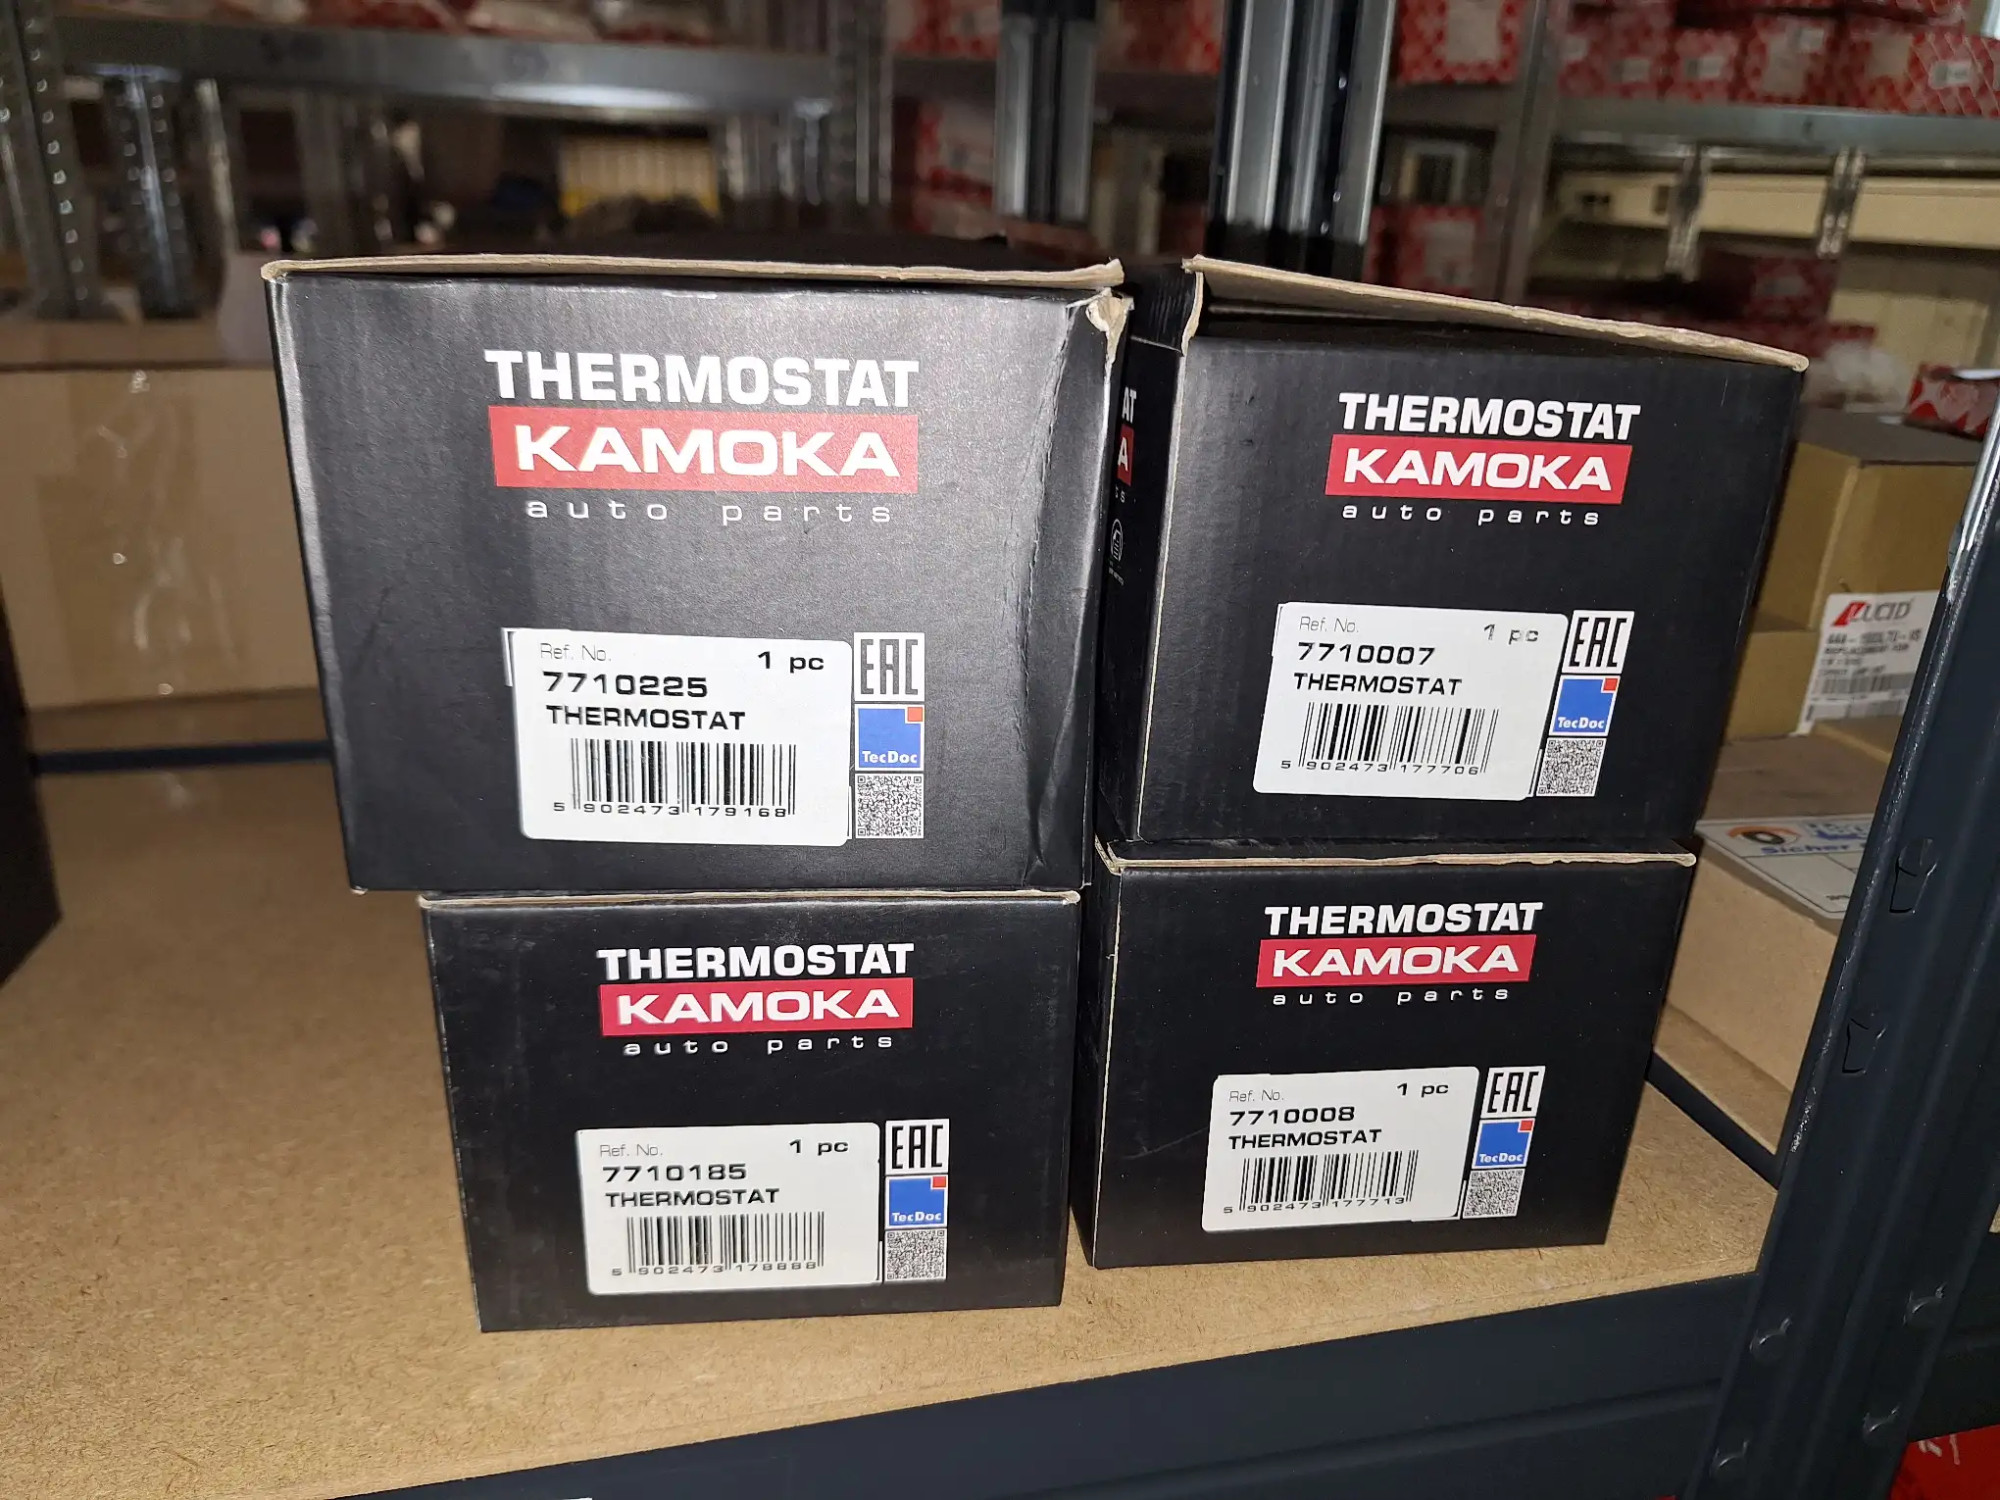 THERMOSTAT
KAMOKA
auto parts
Ref. No.
1 pc
7710225
THERMOSTAT
5 902473 179168
EAC
TecDoc
THERMOSTAT
KAMOKA
auto parts
Ref. No.
1 pc
7710007
THERMOSTAT
5 902473 177706
EAC
TecDoc
THERMOSTAT
KAMOKA
auto parts
Ref. No.
1 pc
7710185
THERMOSTAT
5 902473 178888
EAC
TecDoc
THERMOSTAT
KAMOKA
auto parts
Ref. No.
1 pc
7710008
THERMOSTAT
5 902473 177713
EAC
TecDoc
AT
A
ts
LUCID
Sicher